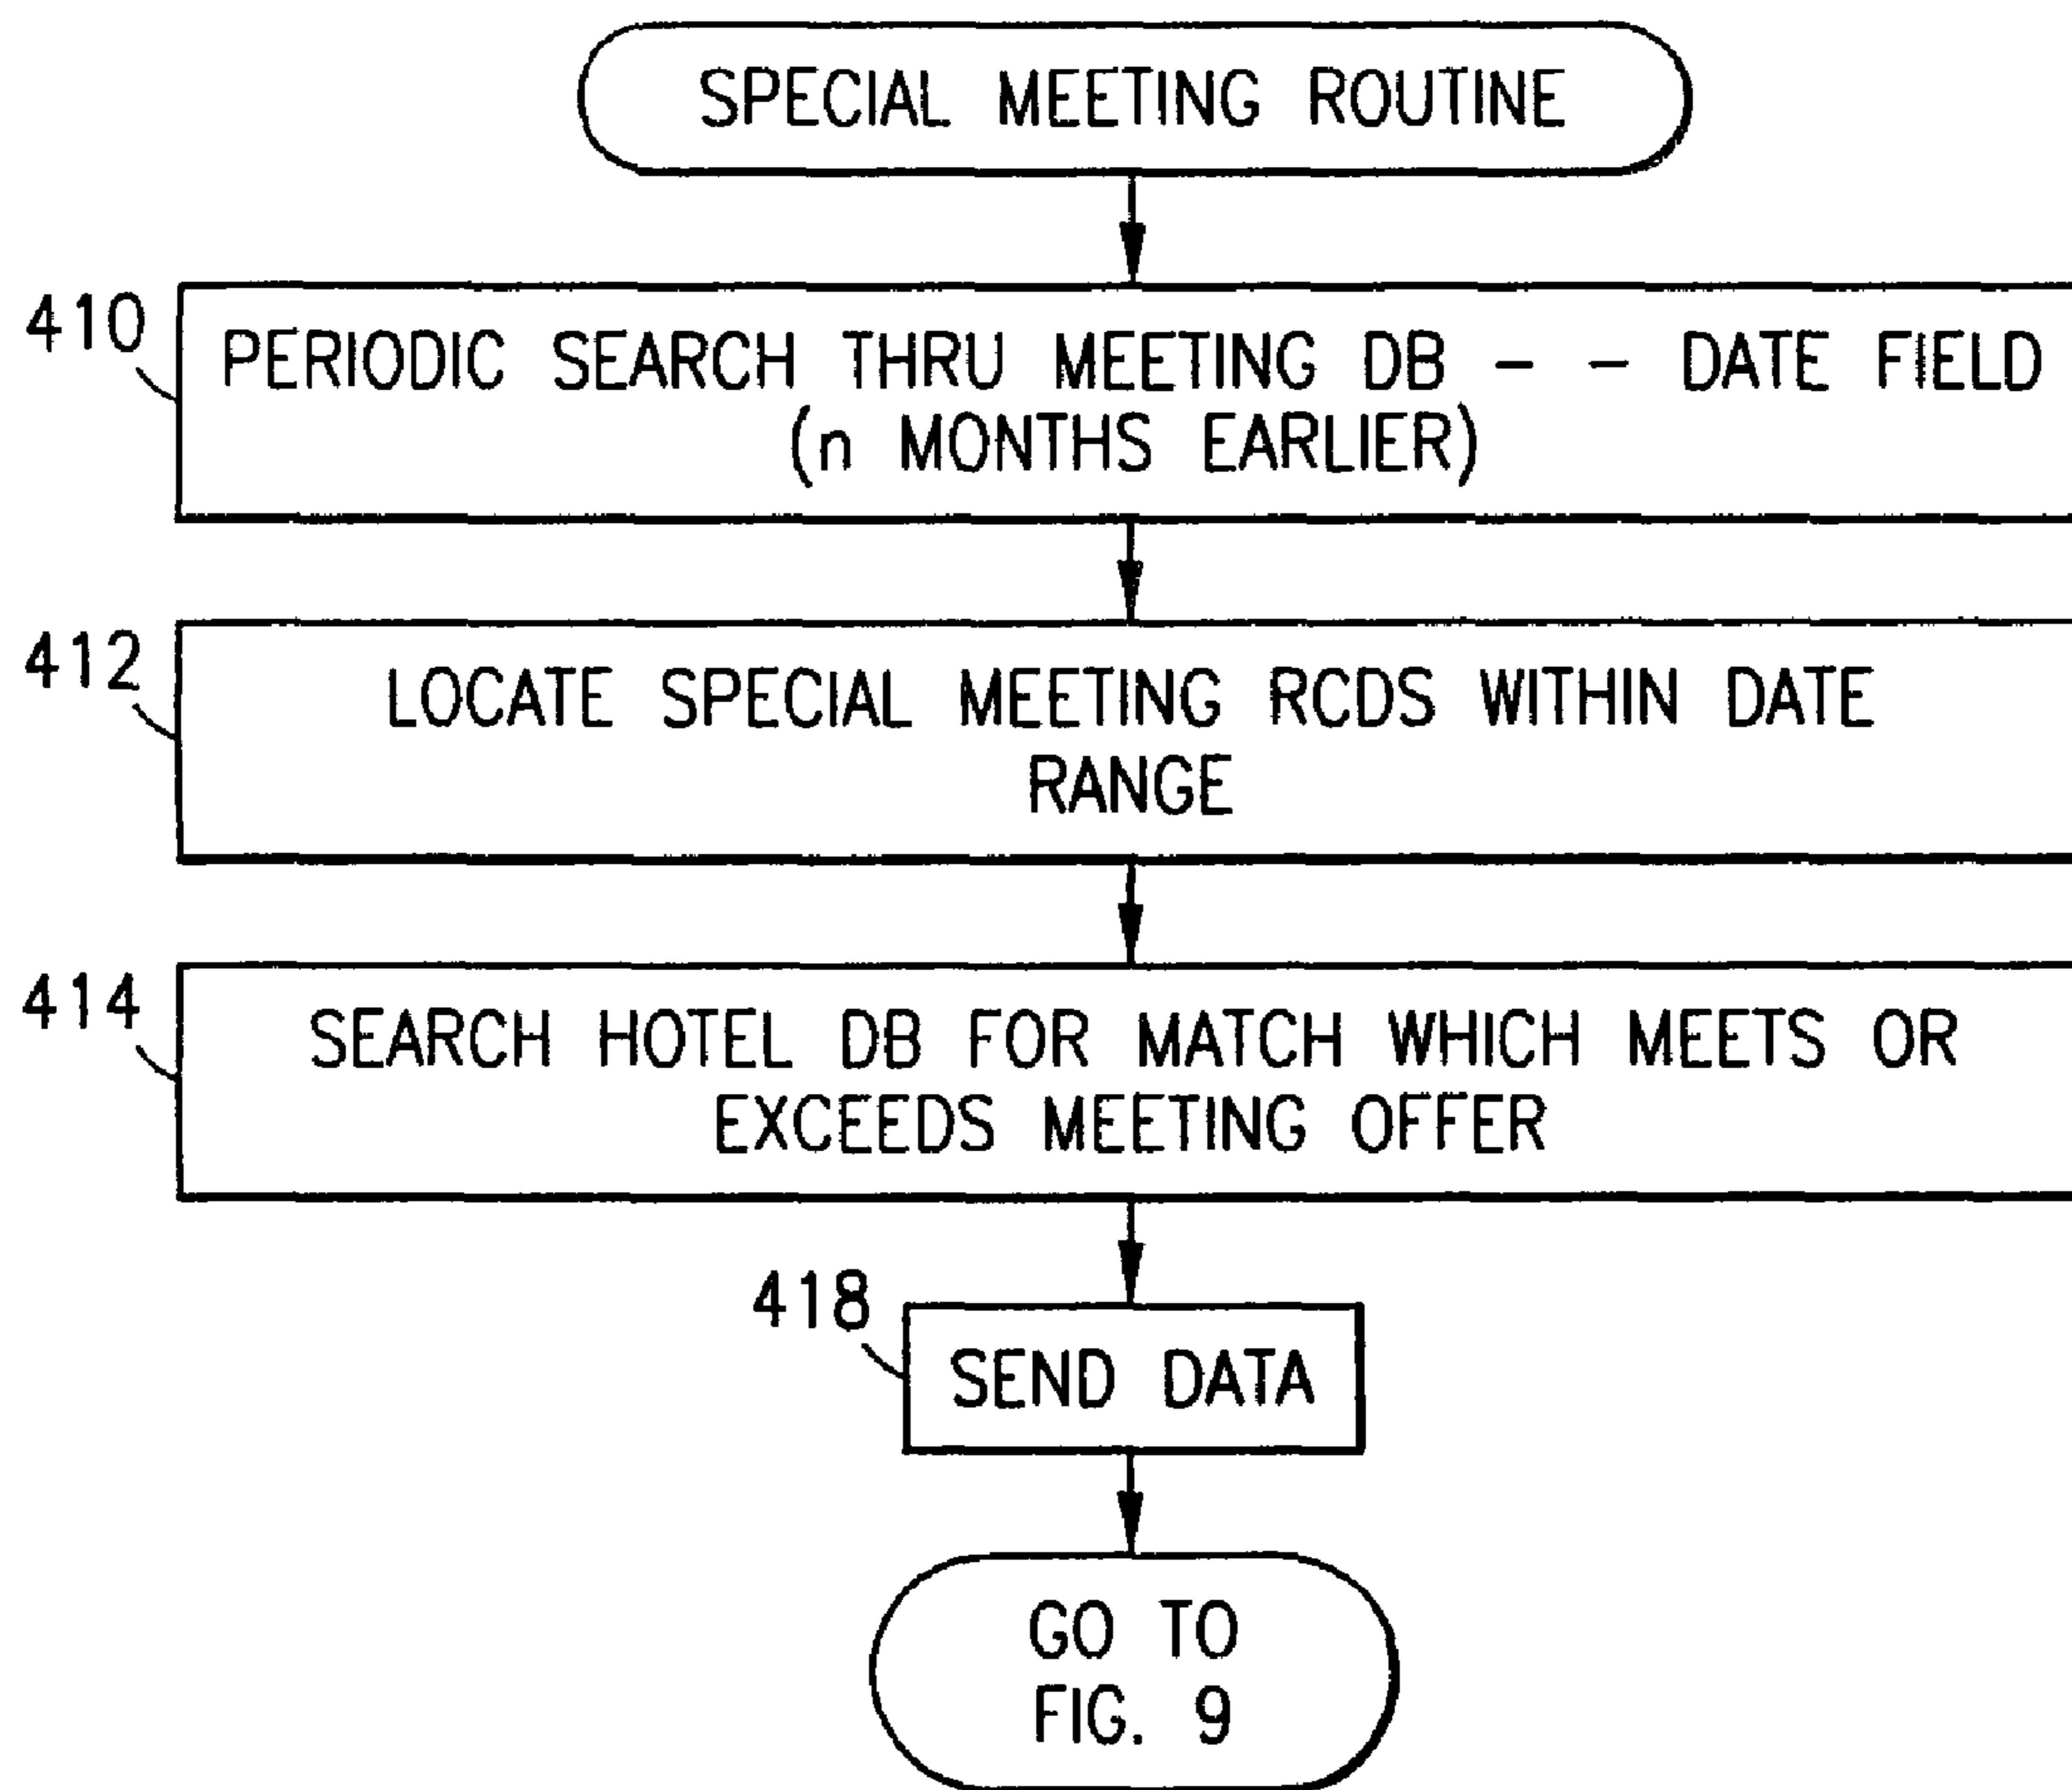 SPECIAL MEETING ROUTINE
410
PERIODIC SEARCH THRU MEETING DB - - DATE FIELD
(n MONTHS EARLIER)
412
LOCATE SPECIAL MEETING RCDS WITHIN DATE
RANGE
414
SEARCH HOTEL DB FOR MATCH WHICH MEETS OR
EXCEEDS MEETING OFFER
418
SEND DATA
GO TO
FIG. 9